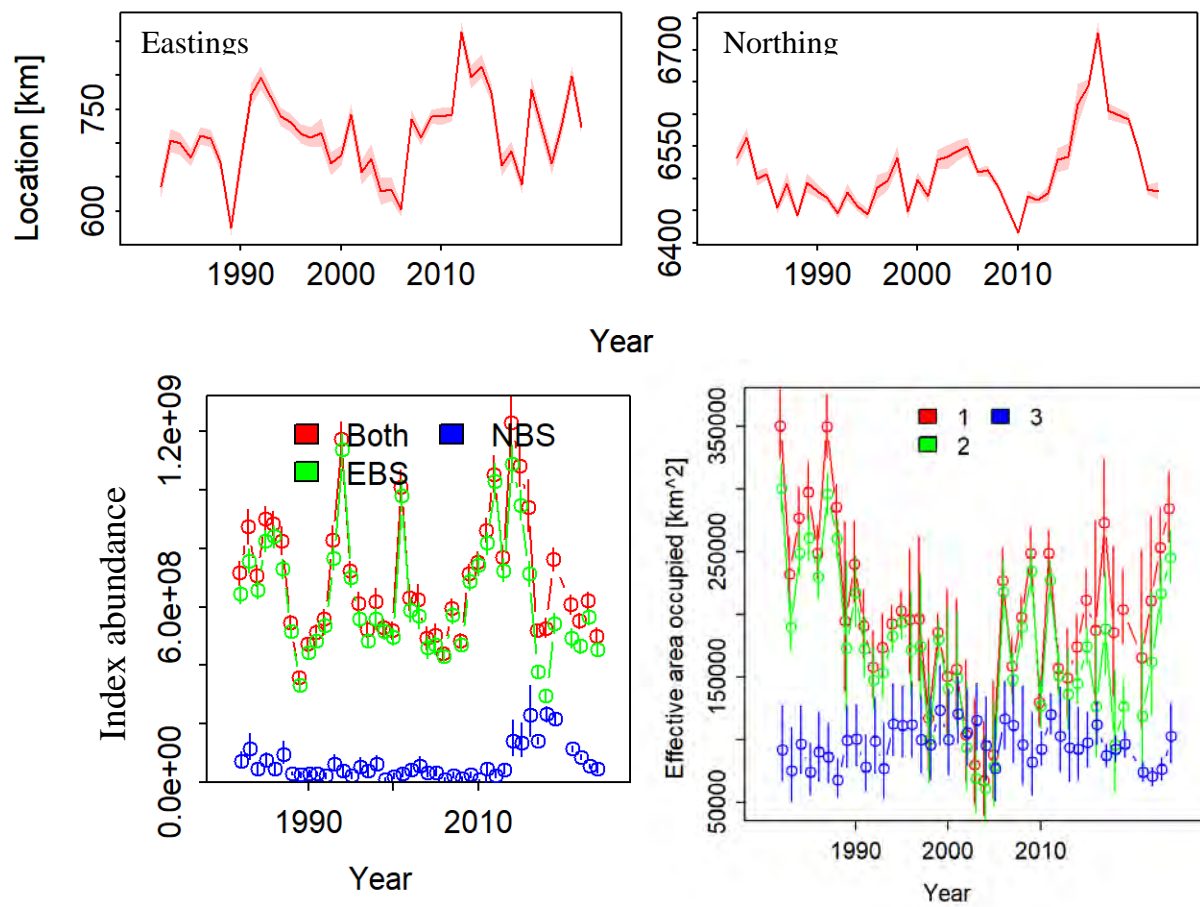 Eastings
Northing
Location [km]
600
750
1990
2000
2010
6400
6550
6700
1990
2000
2010
Year
Index abundance
0.0e+00
6.0e+08
1.2e+09
Both
NBS
EBS
1990
2010
Year
Effective area occupied [km^2]
50000
150000
250000
350000
1
3
2
1990
2000
2010
Year